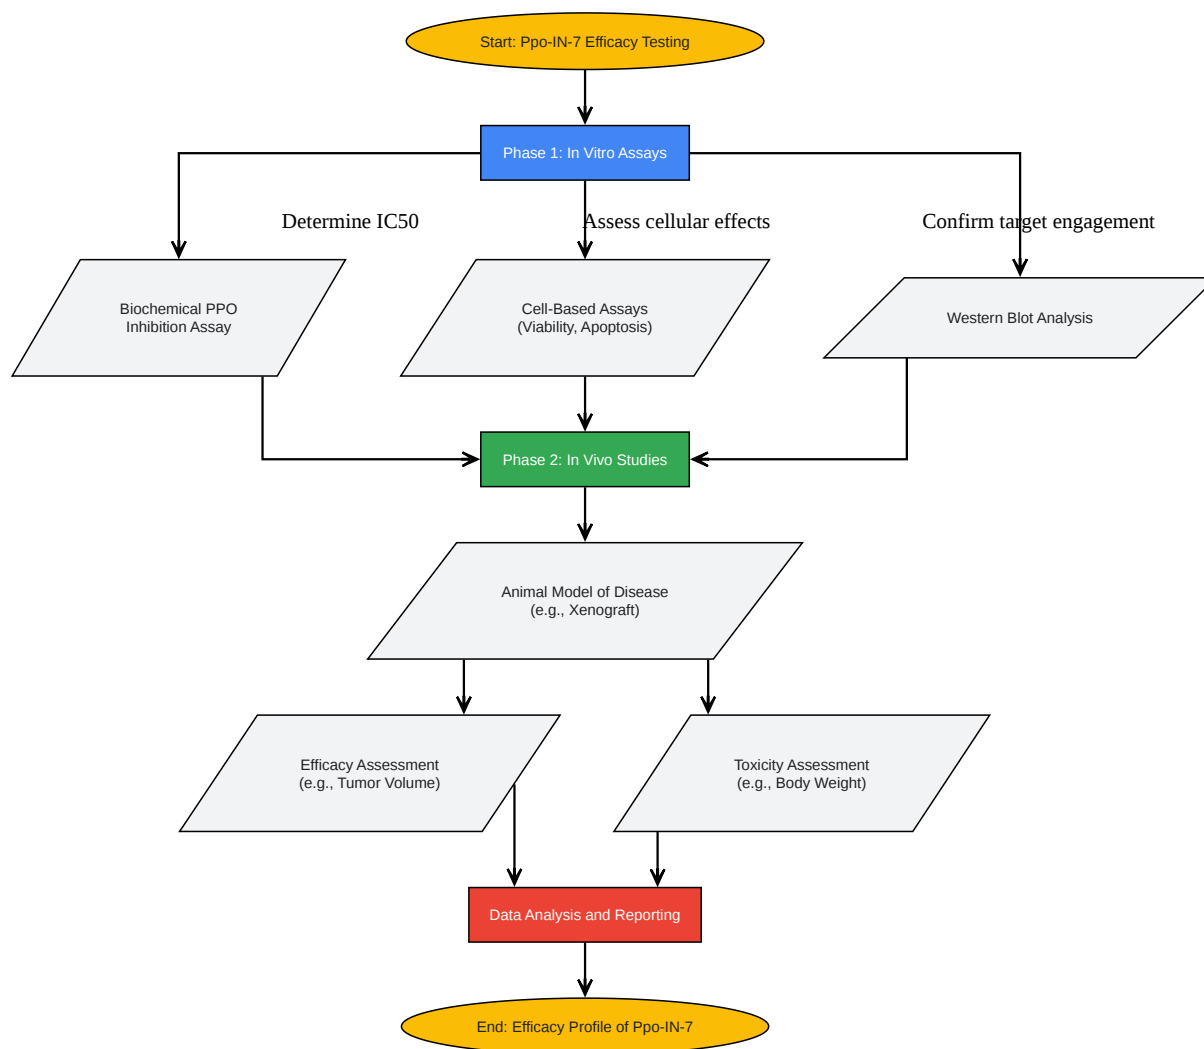 Start: Ppo-IN-7 Efficacy Testing
Phase 1: In Vitro Assays
Determine IC50
Assess cellular effects
Confirm target engagement
Biochemical PPO
Inhibition Assay
Cell-Based Assays
(Viability, Apoptosis)
Western Blot Analysis
Phase 2: In Vivo Studies
Animal Model of Disease
(e.g., Xenograft)
Efficacy Assessment
(e.g., Tumor Volume)
Toxicity Assessment
(e.g., Body Weight)
Data Analysis and Reporting
End: Efficacy Profile of Ppo-IN-7